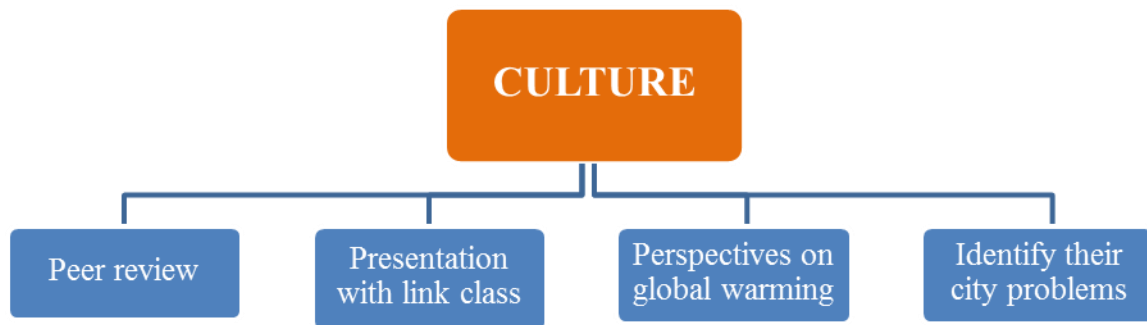 CULTURE
Peer review
Presentation
with link class
Perspectives on
global warming
Identify their
city problems